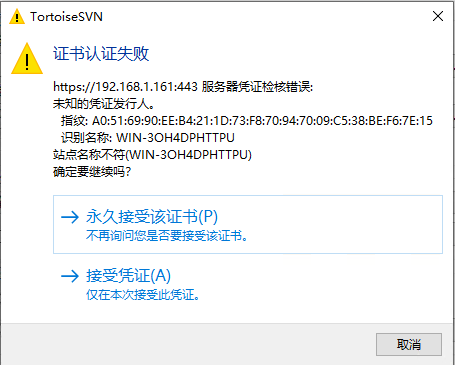 TortoiseSVN
证书认证失败
https://192.168.1.161:443 服务器凭证检核错误:
未知的凭证发行人。
指纹: A0:51:69:90:EE:B4:21:1D:73:F8:70:94:70:09:C5:38:BE:F6:7E:15
识别名称: WIN-3OH4DPHTTPU
站点名称不符(WIN-3OH4DPHTTPU)
确定要继续吗?
永久接受该证书(P)
不再询问您是否要接受该证书。
接受凭证(A)
仅在本次接受此凭证。
取消